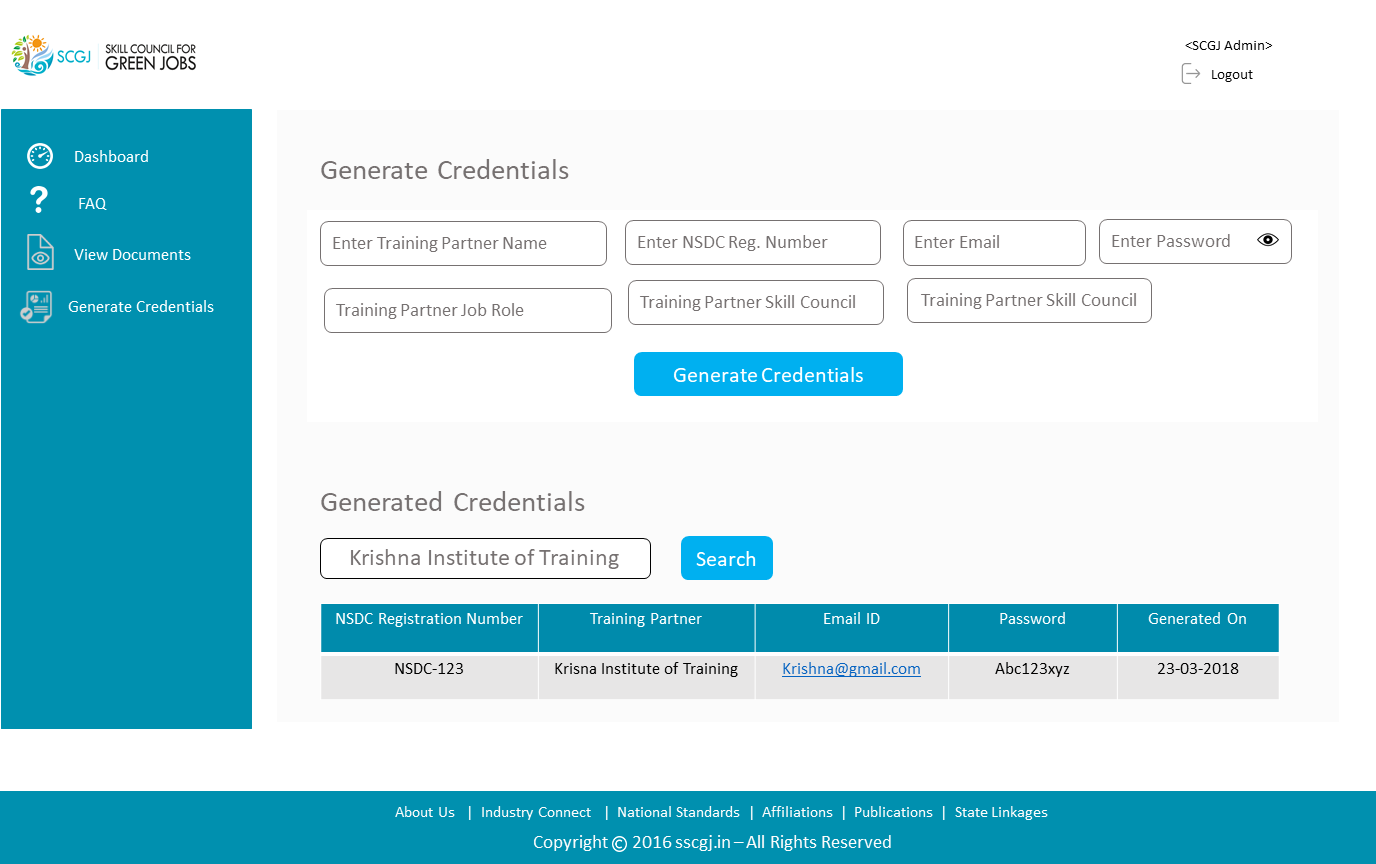 SCGJ SKILL COUNCIL FOR GREEN JOBS
<SCGJ Admin>
Logout
Dashboard
FAQ
View Documents
Generate Credentials
Generate Credentials
Enter Training Partner Name
Enter NSDC Reg. Number
Enter Email
Enter Password
Training Partner Job Role
Training Partner Skill Council
Training Partner Skill Council
Generate Credentials
Generated Credentials
Krishna Institute of Training
Search
NSDC Registration Number Training Partner Email ID Password Generated On
NSDC-123 Krisna Institute of Training Krishna@gmail.com Abc123xyz 23-03-2018
About Us | Industry Connect | National Standards | Affiliations | Publications | State Linkages
Copyright © 2016 sscgj.in – All Rights Reserved